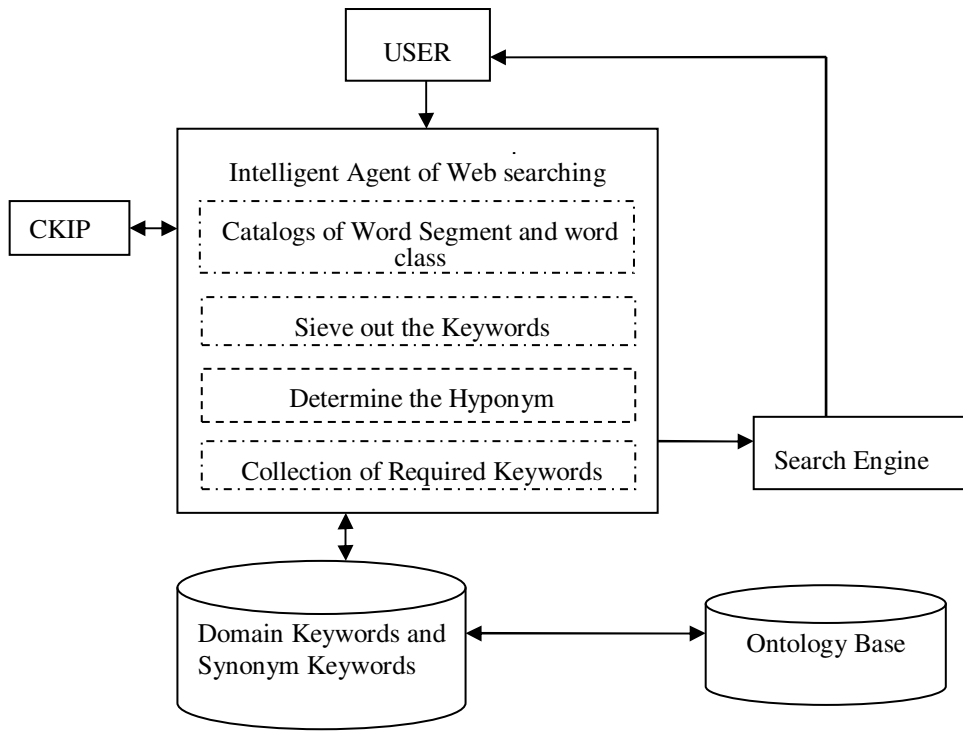 USER
Intelligent Agent of Web searching
CKIP
Catalogs of Word Segment and word
class
Sieve out the Keywords
Determine the Hyponym
Collection of Required Keywords
Search Engine
Domain Keywords and
Synonym Keywords
Ontology Base